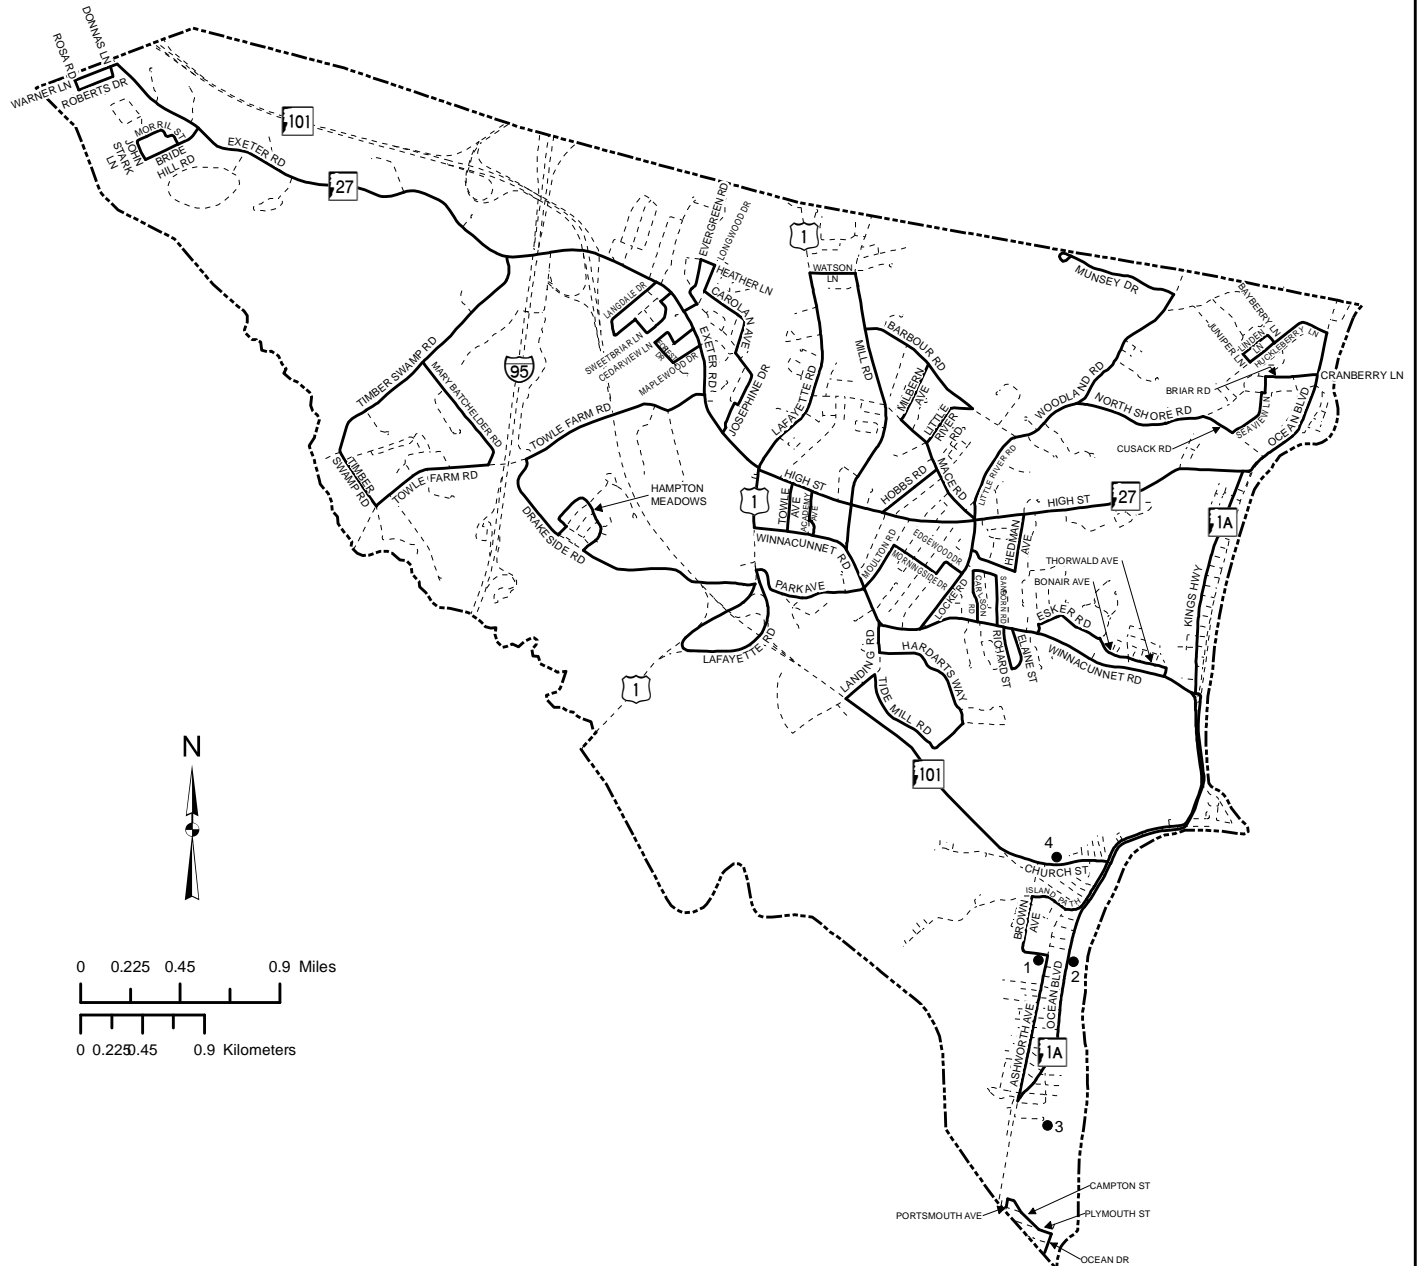 DONNAS LN
ROSA RD
WARNER LN
ROBERTS DR
MORRIL ST
JOHN
STARK
LN
BRIDE
HILL RD
EXETER RD
101
27
EVERGREEN RD
LONGWOOD DR
HEATHER LN
CAROLAN AVE
LANGDALE DR
SWEETBRIAR LN
CEDARVIEW LN
FOREST
DR
MAPLEWOOD DR
EXETER RD
JOSEPHINE DR
1
WATSON
LN
LAFAYETTE RD
MILL RD
BARBOUR RD
MILBERN
AVE
LITTLE
RIVER
RD
MUNSEY DR
WOODLAND RD
BAYBERRY LN
JUNIPER LN
LINDEN
LN
HUCKLEBERRY LN
CRANBERRY LN
BRIAR RD
NORTH SHORE RD
SEAVIEW LN
OCEAN BLVD
CUSACK RD
95
TIMBER SWAMP RD
MARY BATCHELDER RD
TIMBER
SWAMP RD
TOWLE FARM RD
TOWLE FARM RD
DRAKESIDE RD
HAMPTON
MEADOWS
1
HIGH ST
TOWLE
AVE
ACADEMY
AVE
WINNACUNNET RD
HOBBS RD
MACE RD
LITTLE RIVER RD
HIGH ST
27
1A
KINGS HWY
MOULTON RD
EDGEWOOD DR
MORNINGSIDE DR
LOCKE RD
HEDMAN
AVE
THORWALD AVE
BONAIR AVE
CARLSON
RD
SANBORN RD
ESKER RD
RICHARD ST
ELAINE ST
WINNACUNNET RD
PARK AVE
LAFAYETTE RD
1
LANDING RD
HARDARTS WAY
TIDE MILL RD
101
N
4
CHURCH ST
ISLAND PATH
BROWN
AVE
1
2
OCEAN BLVD
ASHWORTH AVE
1A
3
0 0.225 0.45 0.9 Miles
0 0.225 0.45 0.9 Kilometers
CAMPTON ST
PORTSMOUTH AVE
PLYMOUTH ST
OCEAN DR